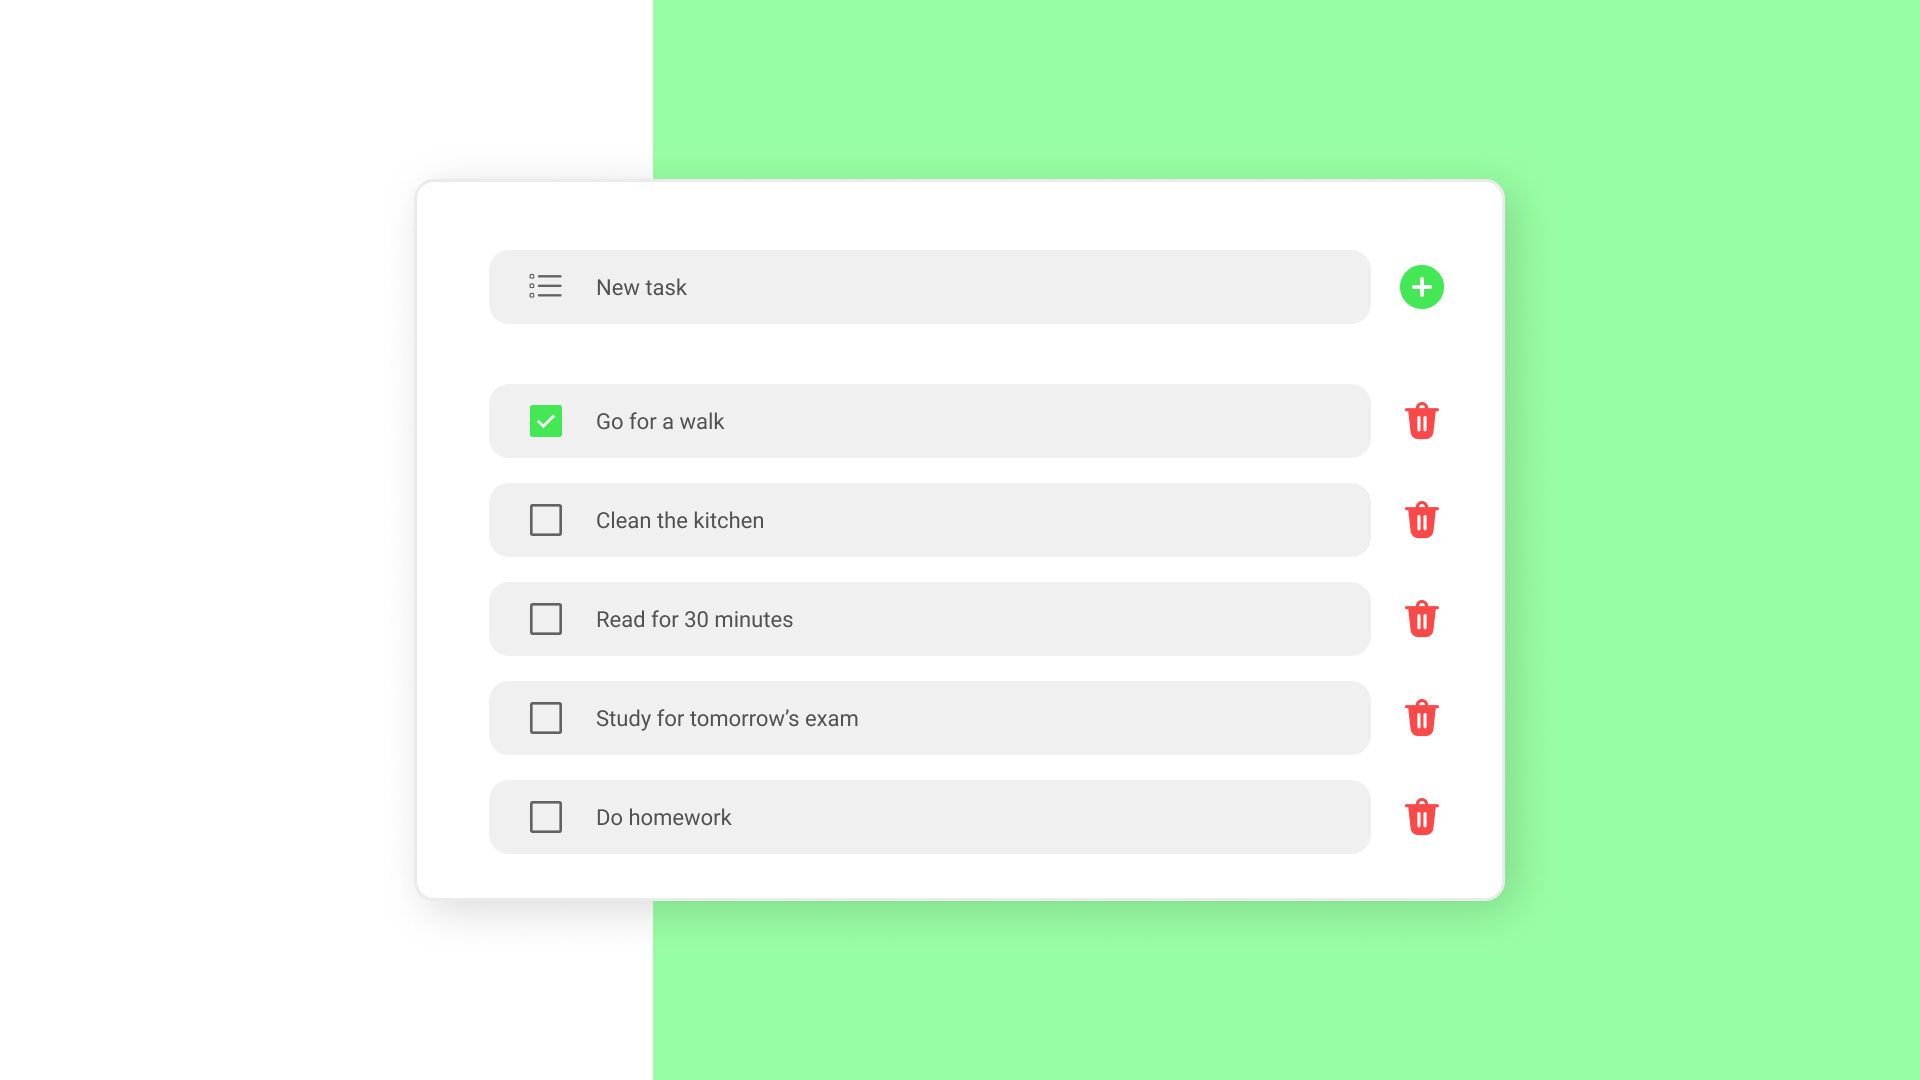 New task
Go for a walk
Clean the kitchen
Read for 30 minutes
Study for tomorrow’s exam
Do homework